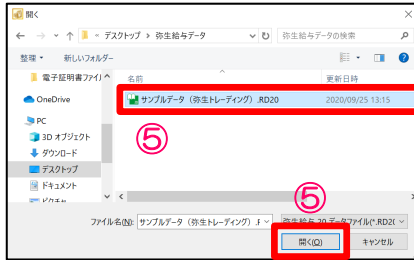 開く
デスクトップ › 弥生給与データ
弥生給与データの検索
整理
新しいフォルダー
電子証明書ファイ
名前
更新日時
OneDrive
サンプルデータ（弥生トレーディング）.RD20
2020/09/25 13:15
PC
3D オブジェクト
⑤
ダウンロード
デスクトップ
ドキュメント
ピクチャ
⑤
ファイル名(N):
サンプルデータ（弥生トレーディング）.F
弥生給与 20 データファイル(*.RD2(
開く(O)
キャンセル